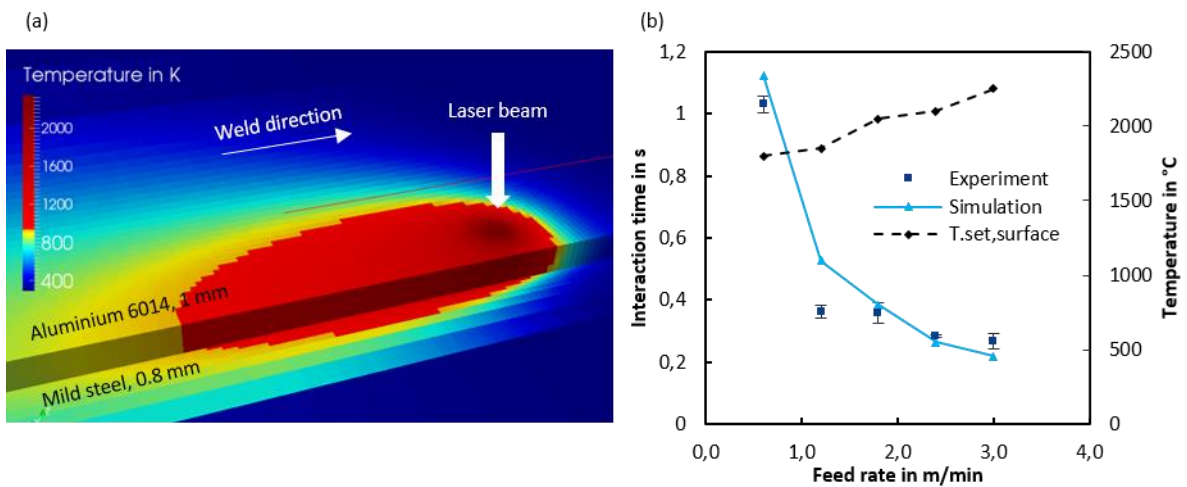 (a)
Temperature in K
2000
1600
1200
800
400
Weld direction
Laser beam
Aluminium 6014, 1 mm
Mild steel, 0.8 mm
(b)
1,2
1
0,8
0,6
0,4
0,2
0
Interaction time in s
0,0
1,0
2,0
3,0
4,0
Feed rate in m/min
Experiment
Simulation
T.set,surface
2500
2000
1500
1000
500
0
Temperature in °C